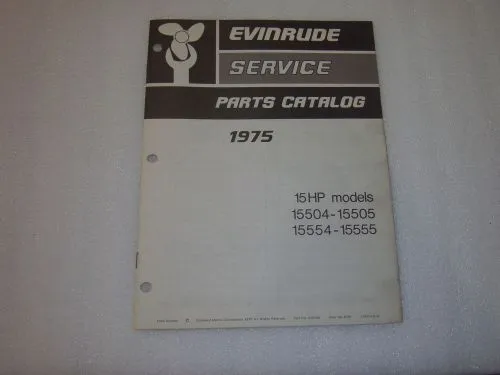 EVINRUDE
SERVICE
PARTS CATALOG
1975
15HP models
15504-15505
15554-15555